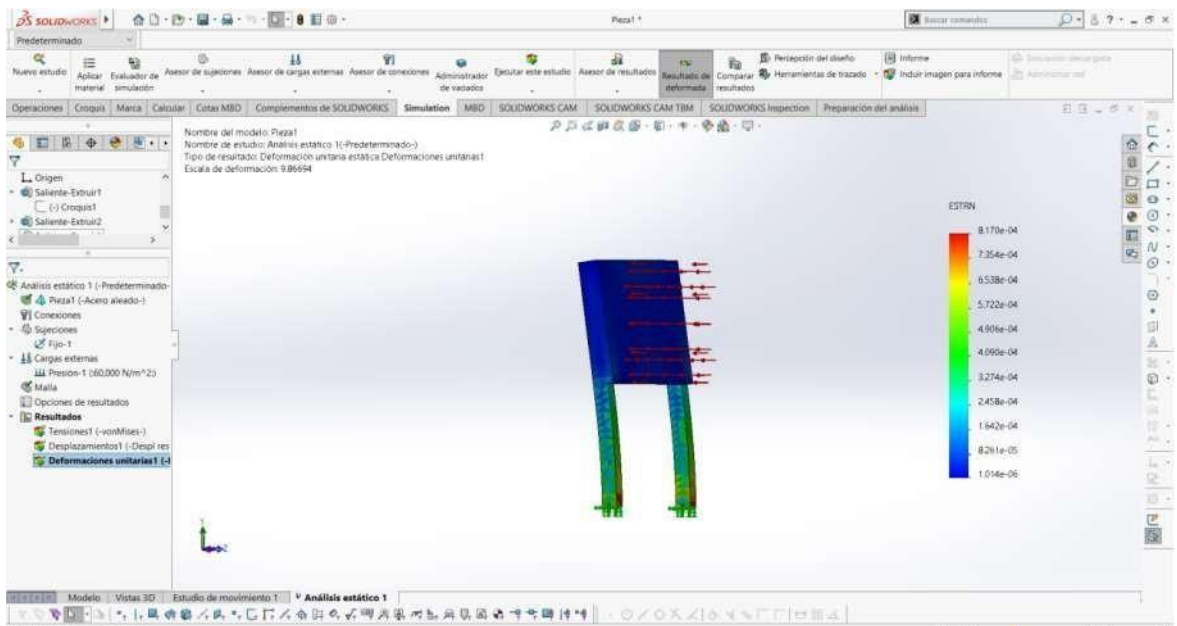 DS SOLIDWORKS
Pieza1 *
Buscar comandos
Predeterminado
Nuevo estudio
Aplicar material
Evaluador de simulación
Asesor de sujeciones
Asesor de cargas externas
Asesor de conexiones
Administrador de vaciados
Ejecutar este estudio
Asesor de resultados
Resultado de deformada
Comparar resultados
Percepción del diseño
Herramientas de trazado
Informe
Incluir imagen para informe
Operaciones Croquis Marca Calcular Cotas MBD Complementos de SOLIDWORKS Simulation MBD SOLIDWORKS CAM SOLIDWORKS CAM TBM SOLIDWORKS Inspection Preparación del análisis
Nombre del modelo: Pieza1
Nombre de estudio: Análisis estático 1(-Predeterminado-)
Tipo de resultado: Deformación unitaria estática Deformaciones unitarias1
Escala de deformación: 9.86694
Origen
Saliente-Extruir1
(-) Croquis1
Saliente-Extruir2
Análisis estático 1 (-Predeterminado-
Pieza1 (-Acero aleado-)
Conexiones
Sujeciones
Fijo-1
Cargas externas
Presión-1 (:60,000 N/m^2:)
Malla
Opciones de resultados
Resultados
Tensiones1 (-vonMises-)
Desplazamientos1 (-Despl res
Deformaciones unitarias1 (-
ESTRN
8.170e-04
7.354e-04
6.538e-04
5.722e-04
4.906e-04
4.090e-04
3.274e-04
2.458e-04
1.642e-04
8.261e-05
1.014e-06
Y
Z
Modelo Vistas 3D Estudio de movimiento 1 Análisis estático 1